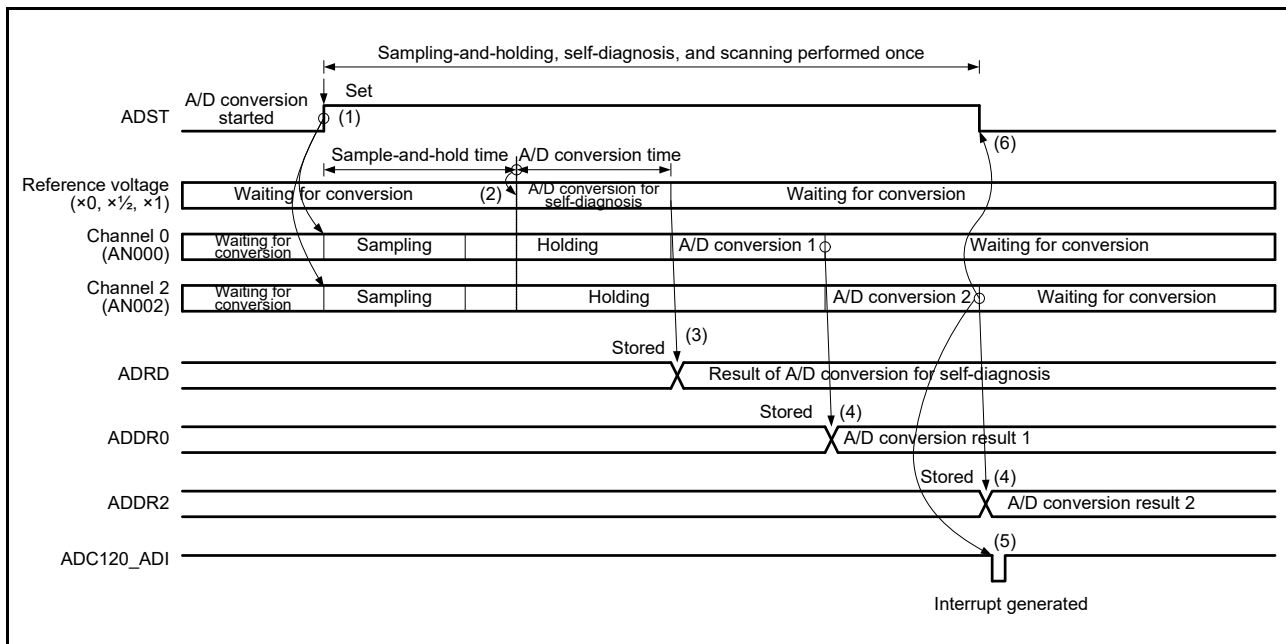 Sampling-and-holding, self-diagnosis, and scanning performed once
Set
A/D conversion
started
ADST
(1)
(6)
Sample-and-hold time
A/D conversion time
Reference voltage
(×0, ×½, ×1)
Waiting for conversion
(2)
A/D conversion for
self-diagnosis
Waiting for conversion
Channel 0
(AN000)
Waiting for
conversion
Sampling
Holding
A/D conversion 1
Waiting for conversion
Channel 2
(AN002)
Waiting for
conversion
Sampling
Holding
A/D conversion 2
Waiting for conversion
Stored
(3)
ADRD
Result of A/D conversion for self-diagnosis
Stored
(4)
ADDR0
A/D conversion result 1
Stored
(4)
ADDR2
A/D conversion result 2
ADC120_ADI
(5)
Interrupt generated